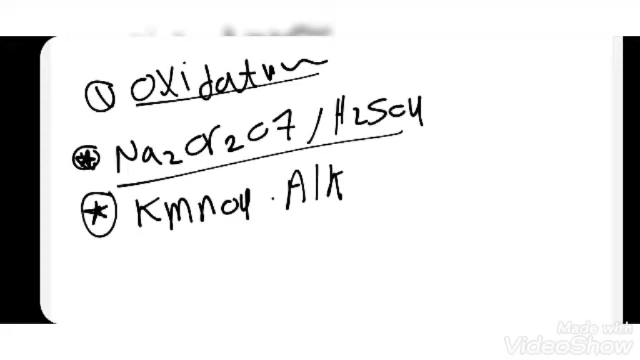 ① Oxidation
* Na2Cr2O7 / H2SO4
* KMnO4 . Alk
Made with
VideoShow